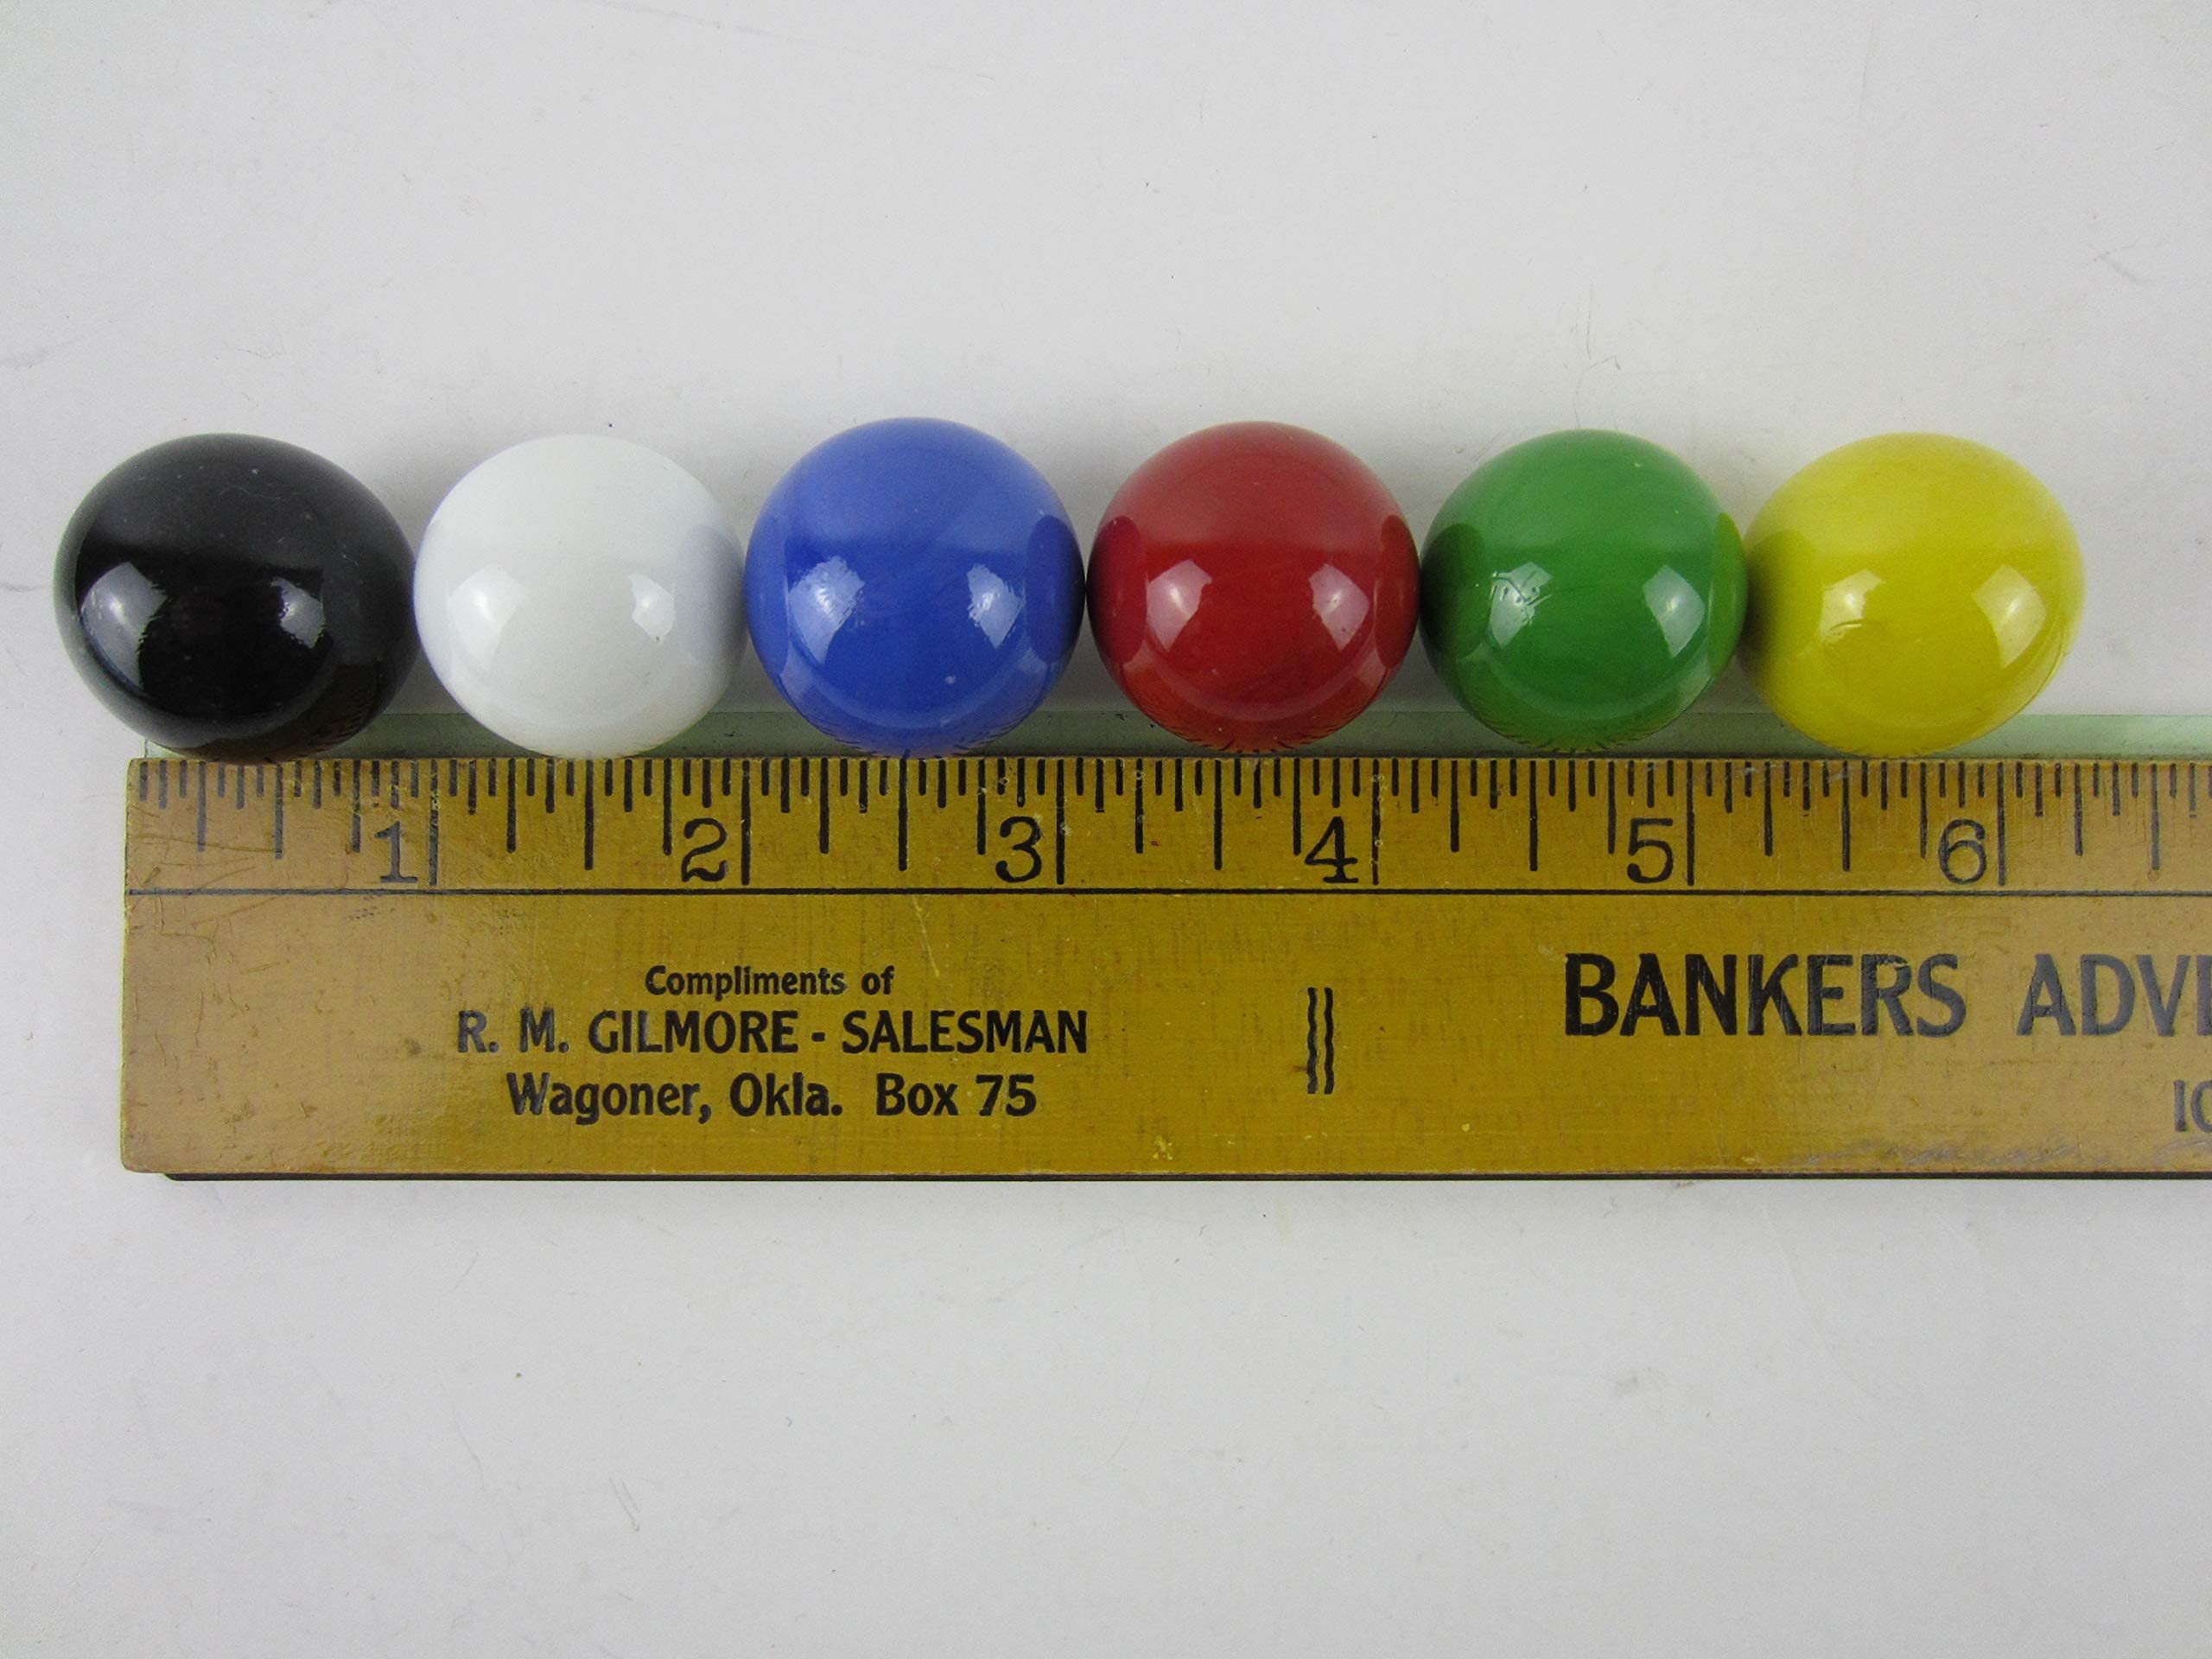 1 2 3 4 5 6
Compliments of
R. M. GILMORE - SALESMAN
Wagoner, Okla. Box 75
BANKERS